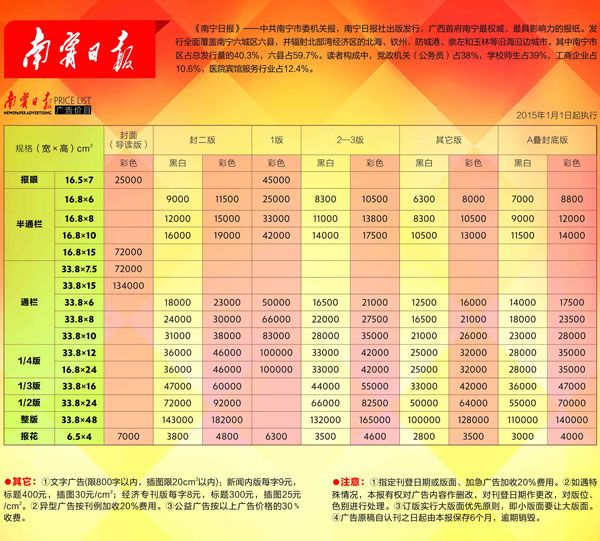 南宁日报
《南宁日报》——中共南宁市委机关报，南宁日报社出版发行，广西首府南宁最权威、最具影响力的报纸。发
行全面覆盖南宁六城区六县，并辐射北部湾经济区的北海、钦州、防城港、崇左和玉林等沿海沿边城市。其中南宁市
区占总发行量的40.3%，六县占59.7%。读者构成中，党政机关（公务员）占38%，学校师生占39%，工商企业占
10.6%，医院宾馆服务行业占12.4%。
南宁日报 PRICE LIST
NEWSPAPER ADVERTISING 广告价目
2015年1月1日起执行
规格（宽×高）cm² 封面（导读版） 封二版 1版 2—3版 其它版 A叠封底版
彩色 黑白 彩色 彩色 黑白 彩色 黑白 彩色 黑白 彩色
报眼 16.5×7 25000 45000
半通栏 16.8×6 9000 11500 25000 8300 10500 6300 8000 7000 8800
16.8×8 12000 15000 33000 11000 13800 8300 10500 9000 12000
16.8×10 16000 19000 42000 14000 17500 10500 13000 11500 14000
16.8×15 72000
通栏 33.8×7.5 72000
33.8×15 134000
33.8×6 18000 23000 50000 16500 21000 12500 16000 14000 17500
33.8×8 24000 30000 66000 22000 27500 16500 21000 18000 23500
33.8×10 31000 38000 83000 28000 35000 21000 26000 23000 28000
1/4版 33.8×12 36000 46000 100000 33000 42000 25000 32000 28000 35000
16.8×24 36000 46000 100000 33000 42000 25000 32000 28000 35000
1/3版 33.8×16 47000 60000 44000 55000 33000 42000 36000 47000
1/2版 33.8×24 72000 92000 66000 82500 50000 64000 55000 70000
整版 33.8×48 143000 182000 132000 165000 100000 128000 110000 140000
报花 6.5×4 7000 3800 4800 6300 3500 4600 2800 3500 3000 4000
●其它：①文字广告(限800字以内，插图限20cm²以内)；新闻内版每字9元，
标题400元，插图30元/cm²；经济专刊版每字8元，标题300元，插图25元
/cm²。②异型广告按刊例加收20%费用。③公益广告按以上广告价格的30%
收费。
●注意：①指定刊登日期或版面、加急广告加收20%费用。②如遇特
殊情况，本报有权对广告内容作删改，对刊登日期作更改，对版位、
色别进行处理。③订版实行大版面优先原则，即小版面要让大版面。
④广告原稿自认刊之日起由本报保存6个月，逾期销毁。